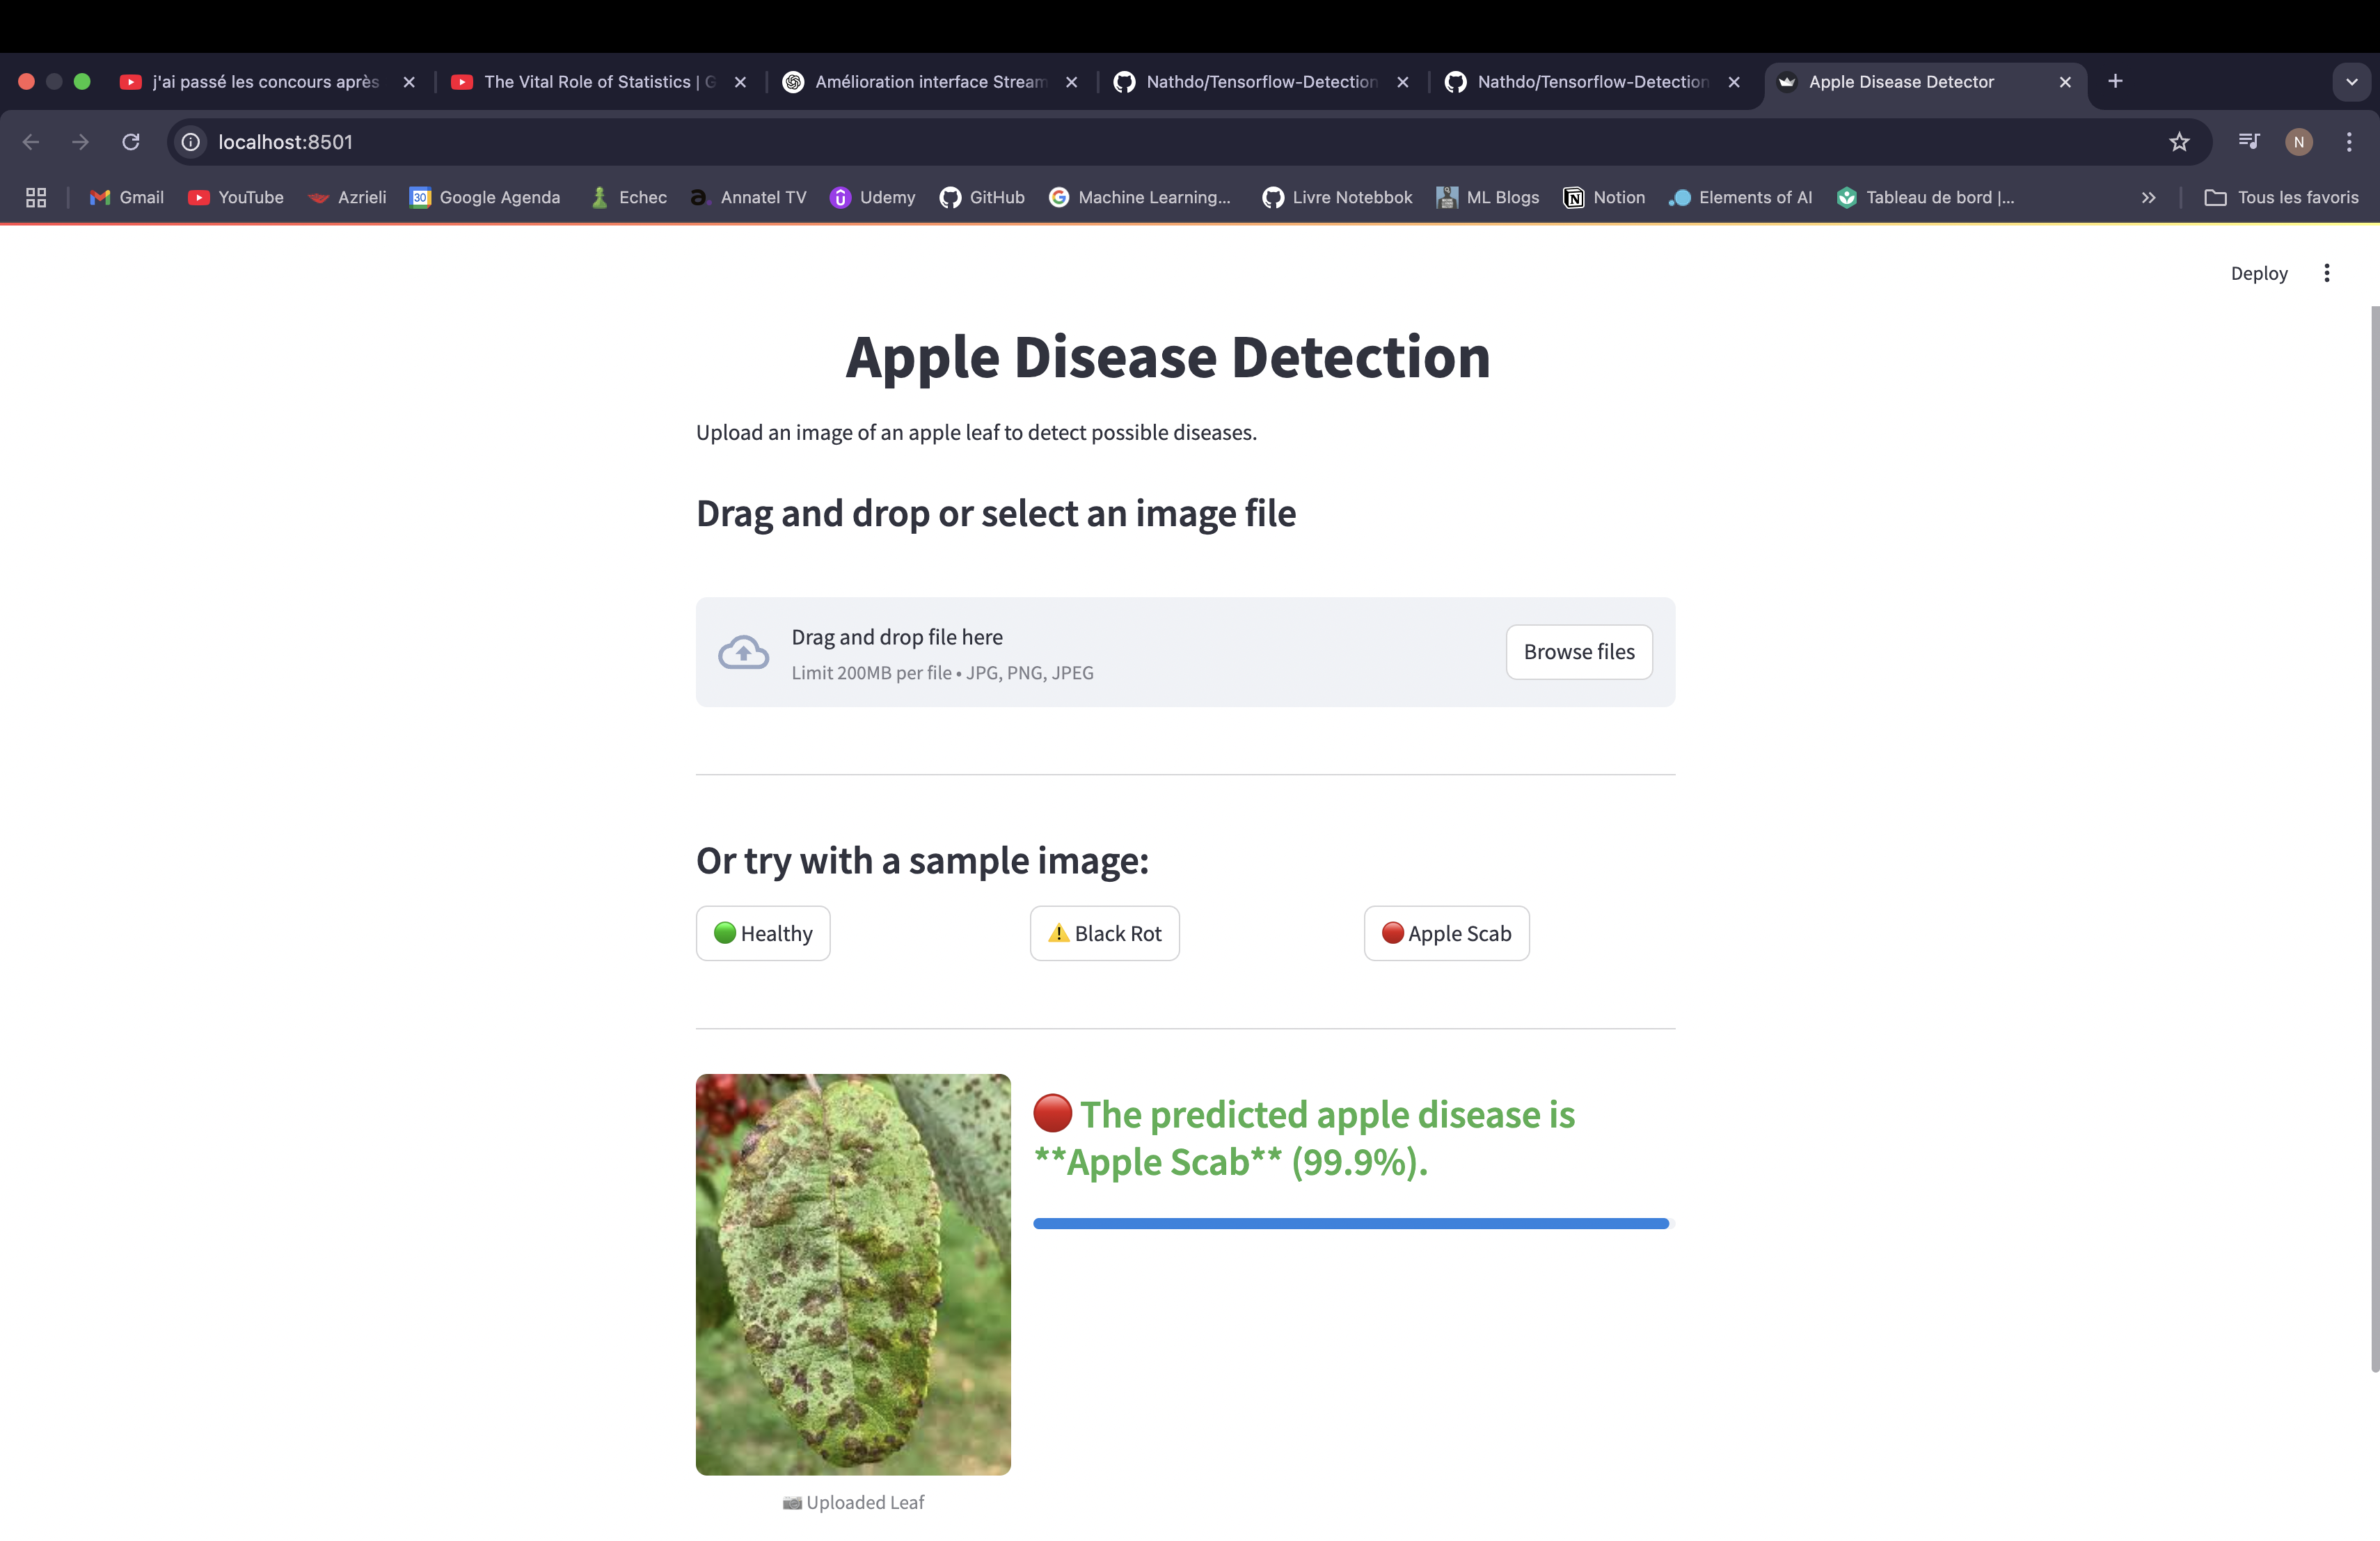 j'ai passé les concours après
The Vital Role of Statistics | G
Amélioration interface Stream
Nathdo/Tensorflow-Detection
Nathdo/Tensorflow-Detection
Apple Disease Detector
localhost:8501
N
Gmail
YouTube
Azrieli
30
Google Agenda
Echec
a.
Annatel TV
Udemy
GitHub
Machine Learning...
Livre Notebbok
ML Blogs
Notion
Elements of AI
Tableau de bord |...
Tous les favoris
Deploy
Apple Disease Detection
Upload an image of an apple leaf to detect possible diseases.
Drag and drop or select an image file
Drag and drop file here
Limit 200MB per file • JPG, PNG, JPEG
Browse files
Or try with a sample image:
Healthy
Black Rot
Apple Scab
The predicted apple disease is
**Apple Scab** (99.9%).
Uploaded Leaf